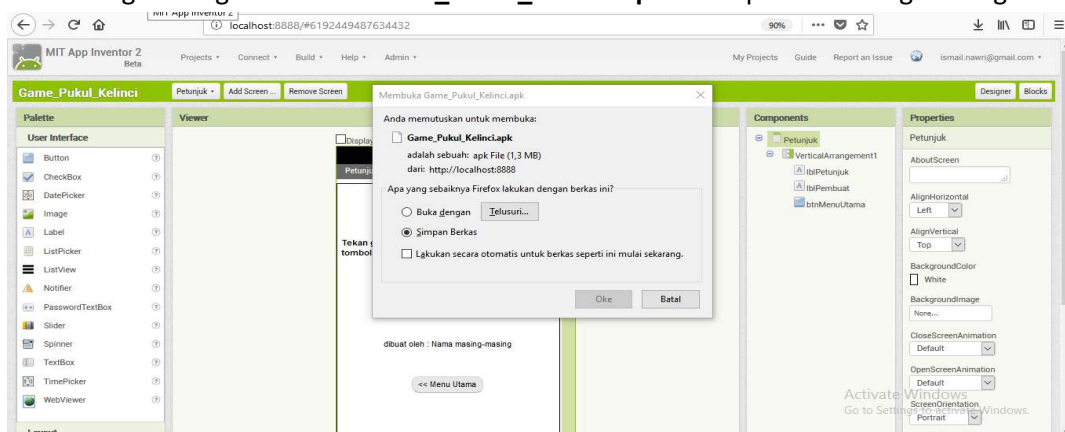 localhost:8888/#6192449487634432
90%
MIT App Inventor 2
Beta
Projects
Connect
Build
Help
Admin
My Projects
Guide
Report an Issue
ismail.nawri@gmail.com
Game_Pukul_Kelinci
Petunjuk
Add Screen ...
Remove Screen
Designer
Blocks
Palette
User Interface
Button
CheckBox
DatePicker
Image
Label
ListPicker
ListView
Notifier
PasswordTextBox
Slider
Spinner
TextBox
TimePicker
WebViewer
Viewer
Display
Petunju
Tekan
tombol
dibuat oleh : Nama masing-masing
<< Menu Utama
Membuka Game_Pukul_Kelinci.apk
Anda memutuskan untuk membuka:
Game_Pukul_Kelinci.apk
adalah sebuah: apk File (1,3 MB)
dari: http://localhost:8888
Apa yang sebaiknya Firefox lakukan dengan berkas ini?
Buka dengan
Telusuri...
Simpan Berkas
Lakukan secara otomatis untuk berkas seperti ini mulai sekarang.
Oke
Batal
Components
Petunjuk
VerticalArrangement1
lblPetunjuk
lblPembuat
btnMenuUtama
Properties
Petunjuk
AboutScreen
AlignHorizontal
Left
AlignVertical
Top
BackgroundColor
White
BackgroundImage
None...
CloseScreenAnimation
Default
OpenScreenAnimation
Default
ScreenOrientation
Portrait
Activate Windows
Go to Settings to activate Windows.